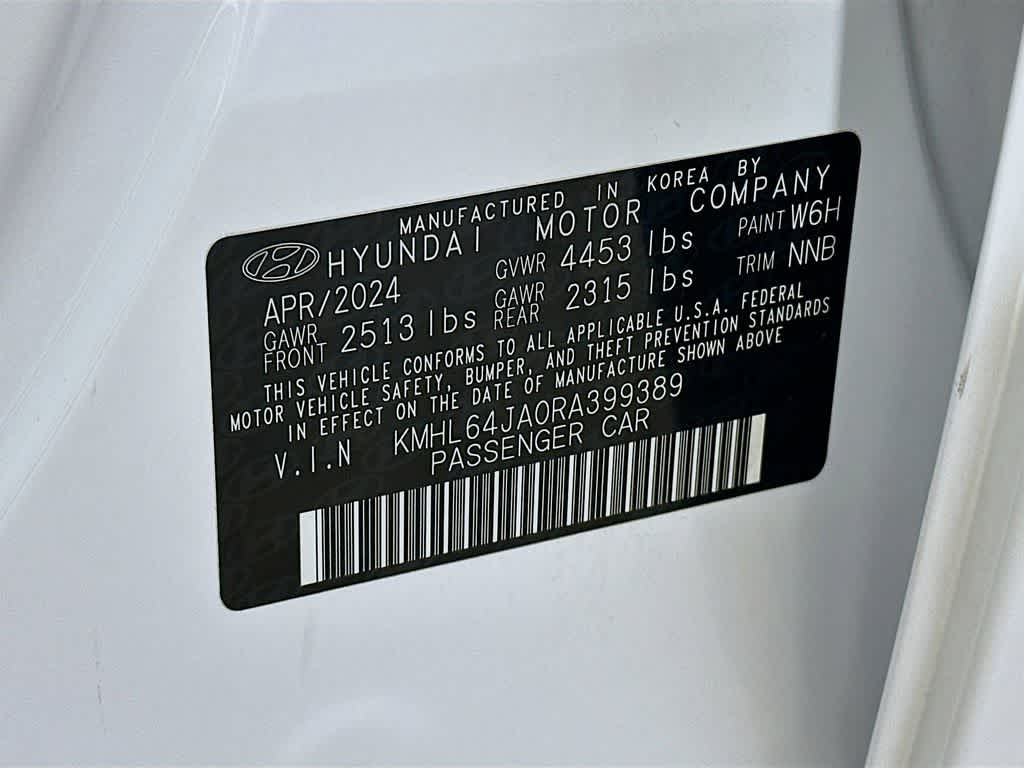 MANUFACTURED IN KOREA BY
HYUNDAI MOTOR COMPANY
APR/2024 GVWR 4453 lbs PAINT W6H
GAWR FRONT 2513 lbs GAWR REAR 2315 lbs TRIM NNB
THIS VEHICLE CONFORMS TO ALL APPLICABLE U.S.A. FEDERAL
MOTOR VEHICLE SAFETY, BUMPER, AND THEFT PREVENTION STANDARDS
IN EFFECT ON THE DATE OF MANUFACTURE SHOWN ABOVE
V.I.N KMHL64JA0RA399389
PASSENGER CAR